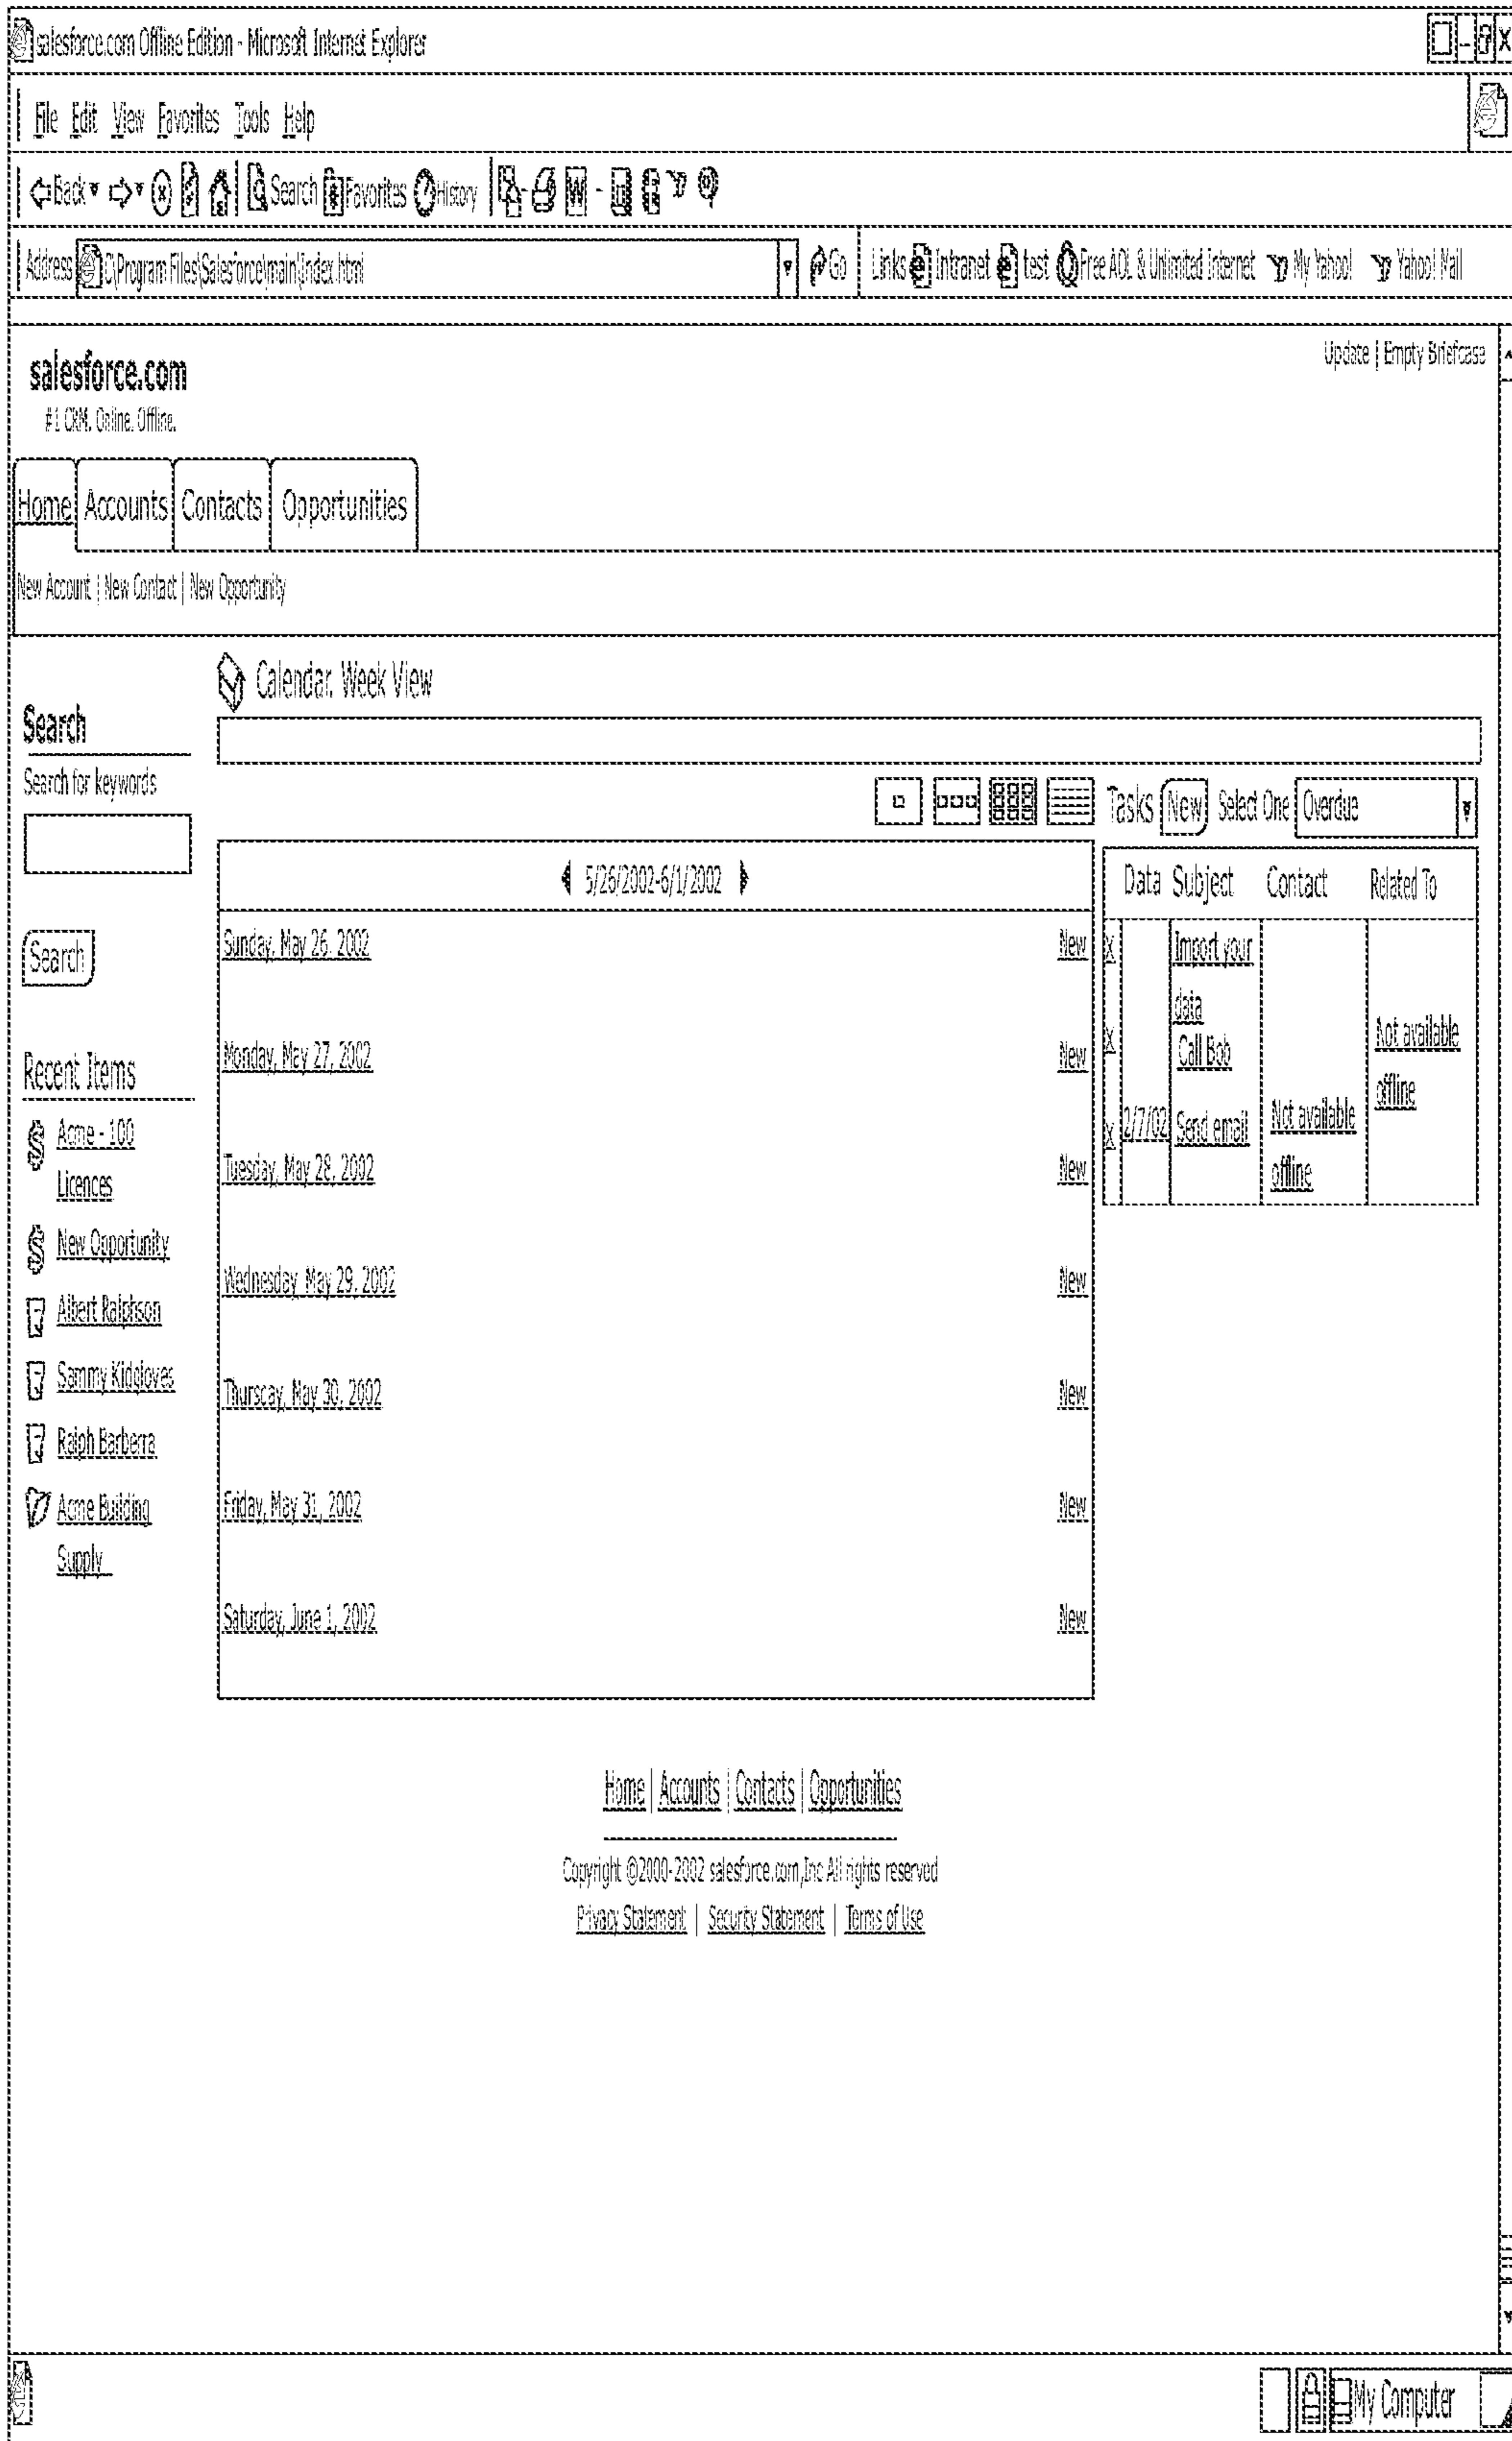 salesforce.com Offline Edition - Microsoft Internet Explorer
File Edit View Favorites Tools Help
Back Search Favorites History W
Address C:\Program Files\Salesforce\main\Index.html Go Links Intranet test Free AOL & Unlimited Internet My Yahoo! Yahoo! Mail
salesforce.com
Update | Empty Briefcase
#1 CRM. Online. Offline.
Home Accounts Contacts Opportunities
New Account | New Contact | New Opportunity
Calendar. Week View
Search
Search for keywords
Search
Recent Items
Acme - 100
Licences
New Opportunity
Albert Ralphson
Sammy Kidgloves
Ralph Barberra
Acme Building
Supply
5/26/2002-6/1/2002
Sunday, May 26. 2002 New
Monday, May 27, 2002 New
Tuesday, May 28. 2002 New
Wednesday May 29. 2002 New
Thurscay, May 30. 2002 New
Friday, May 31, 2002 New
Saturday, June 1, 2002 New
Tasks New Select One Overdue
Data Subject Contact Related To
X Import your
data
X Call Bob Not available
offline
X 2/7/02 Send email Not available
offline
Home | Accounts | Contacts | Opportunities
Copyright ©2000-2002 salesforce.com,Inc All rights reserved
Privacy Statement | Security Statement | Terms of Use
My Computer